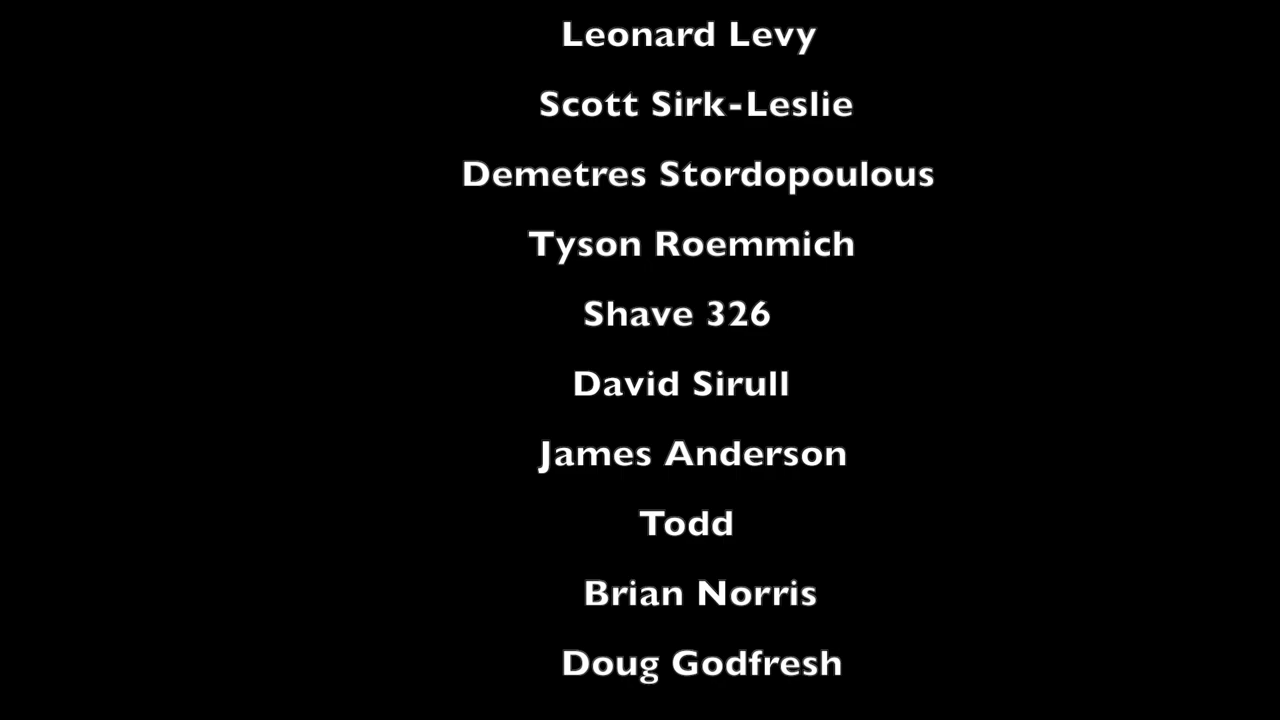 Leonard Levy
Scott Sirk-Leslie
Demetres Stordopoulous
Tyson Roemmich
Shave 326
David Sirull
James Anderson
Todd
Brian Norris
Doug Godfresh